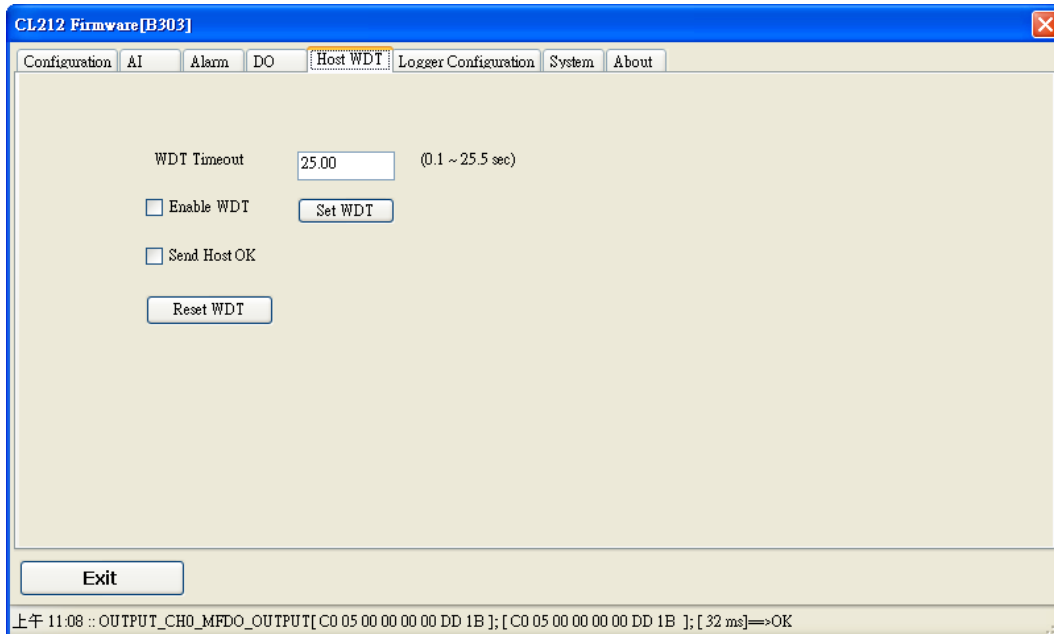 CL212 Firmware[B303]
Configuration AI Alarm DO Host WDT Logger Configuration System About
WDT Timeout 25.00 (0.1 ~ 25.5 sec)
Enable WDT Set WDT
Send Host OK
Reset WDT
Exit
上午 11:08 :: OUTPUT_CH0_MFDO_OUTPUT[ C0 05 00 00 00 00 DD 1B ]; [ C0 05 00 00 00 00 DD 1B ]; [ 32 ms]==>OK